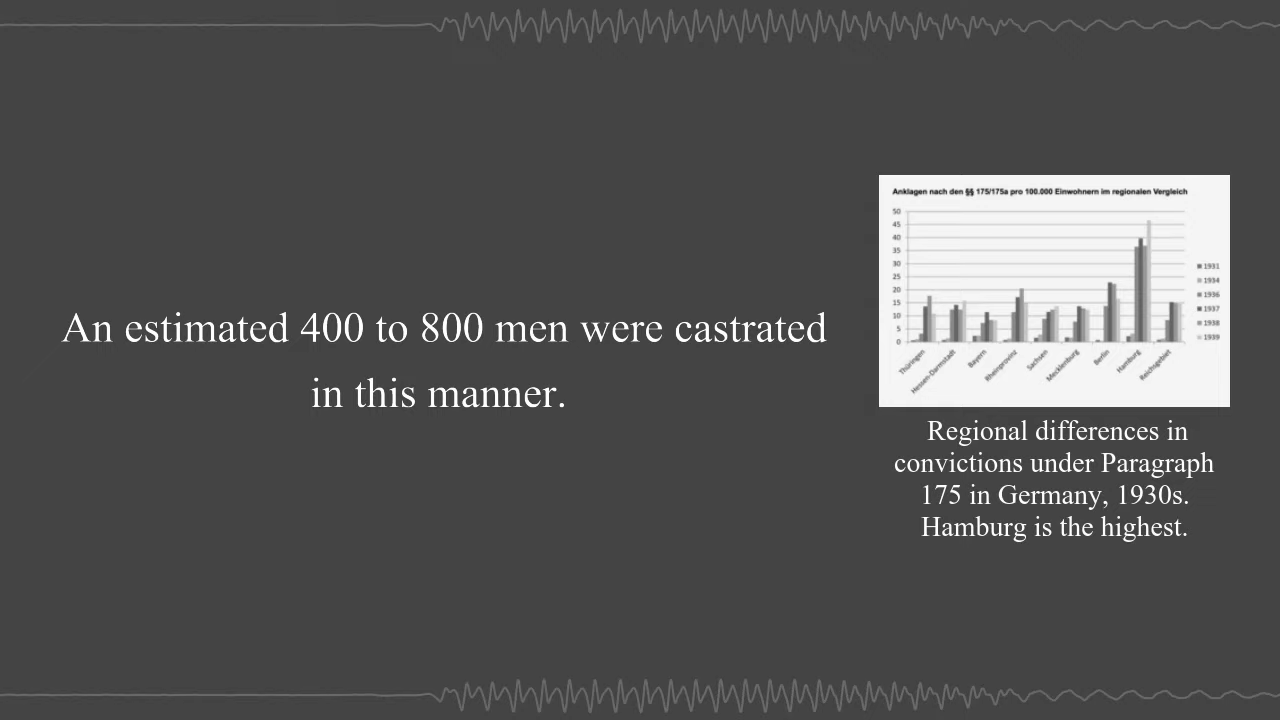 An estimated 400 to 800 men were castrated
in this manner.
Anklagen nach den §§ 175/175a pro 100.000 Einwohnern im regionalen Vergleich
50
45
40
35
30
25
20
15
10
5
0
Thüringen
Hessen-Darmstadt
Bayern
Rheinprovinz
Sachsen
Mecklenburg
Berlin
Hamburg
Reichsgebiet
1931
1934
1936
1937
1938
1939
Regional differences in
convictions under Paragraph
175 in Germany, 1930s.
Hamburg is the highest.